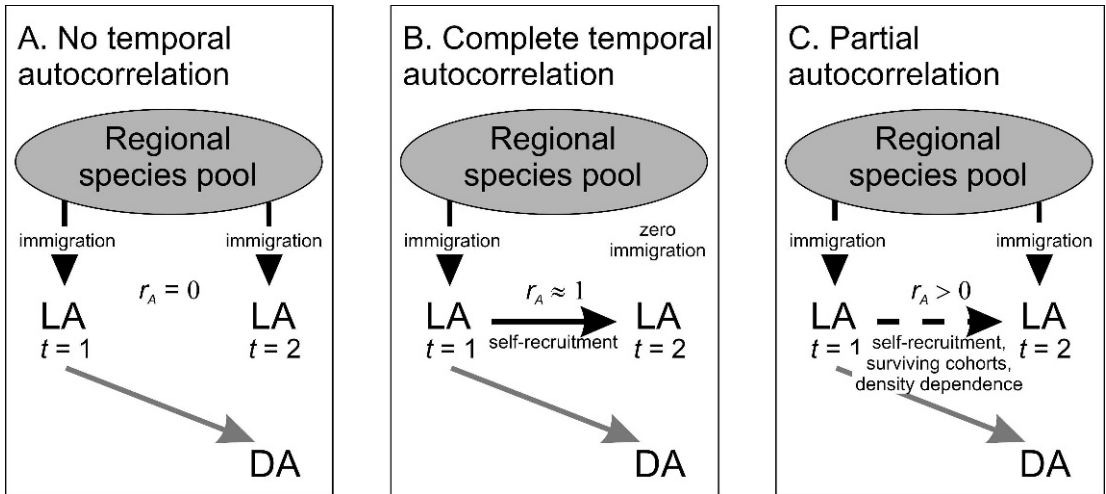 A. No temporal
autocorrelation
Regional
species pool
immigration
immigration
r_A = 0
LA
LA
t = 1
t = 2
DA
B. Complete temporal
autocorrelation
Regional
species pool
immigration
zero
immigration
r_A ≈ 1
LA
LA
self-recruitment
t = 1
t = 2
DA
C. Partial
autocorrelation
Regional
species pool
immigration
immigration
r_A > 0
LA
LA
t = 1
t = 2
self-recruitment,
surviving cohorts,
density dependence
DA